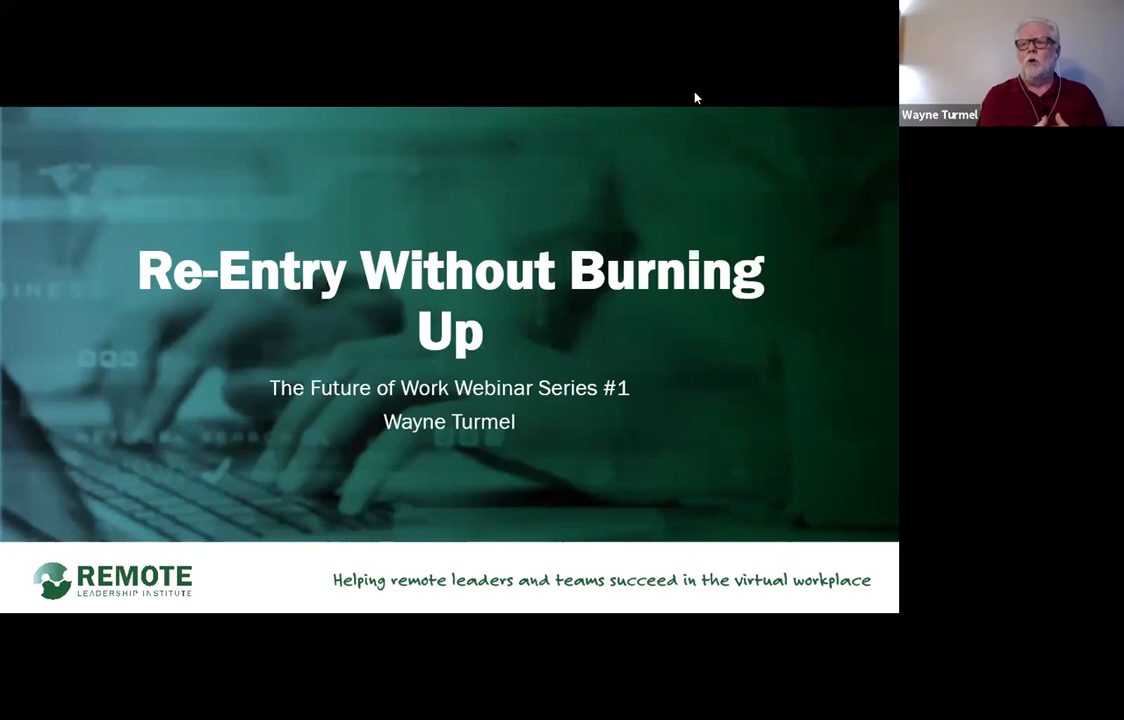 Wayne Turmel
Re-Entry Without Burning
Up
The Future of Work Webinar Series #1
Wayne Turmel
REMOTE
LEADERSHIP INSTITUTE
Helping remote leaders and teams succeed in the virtual workplace